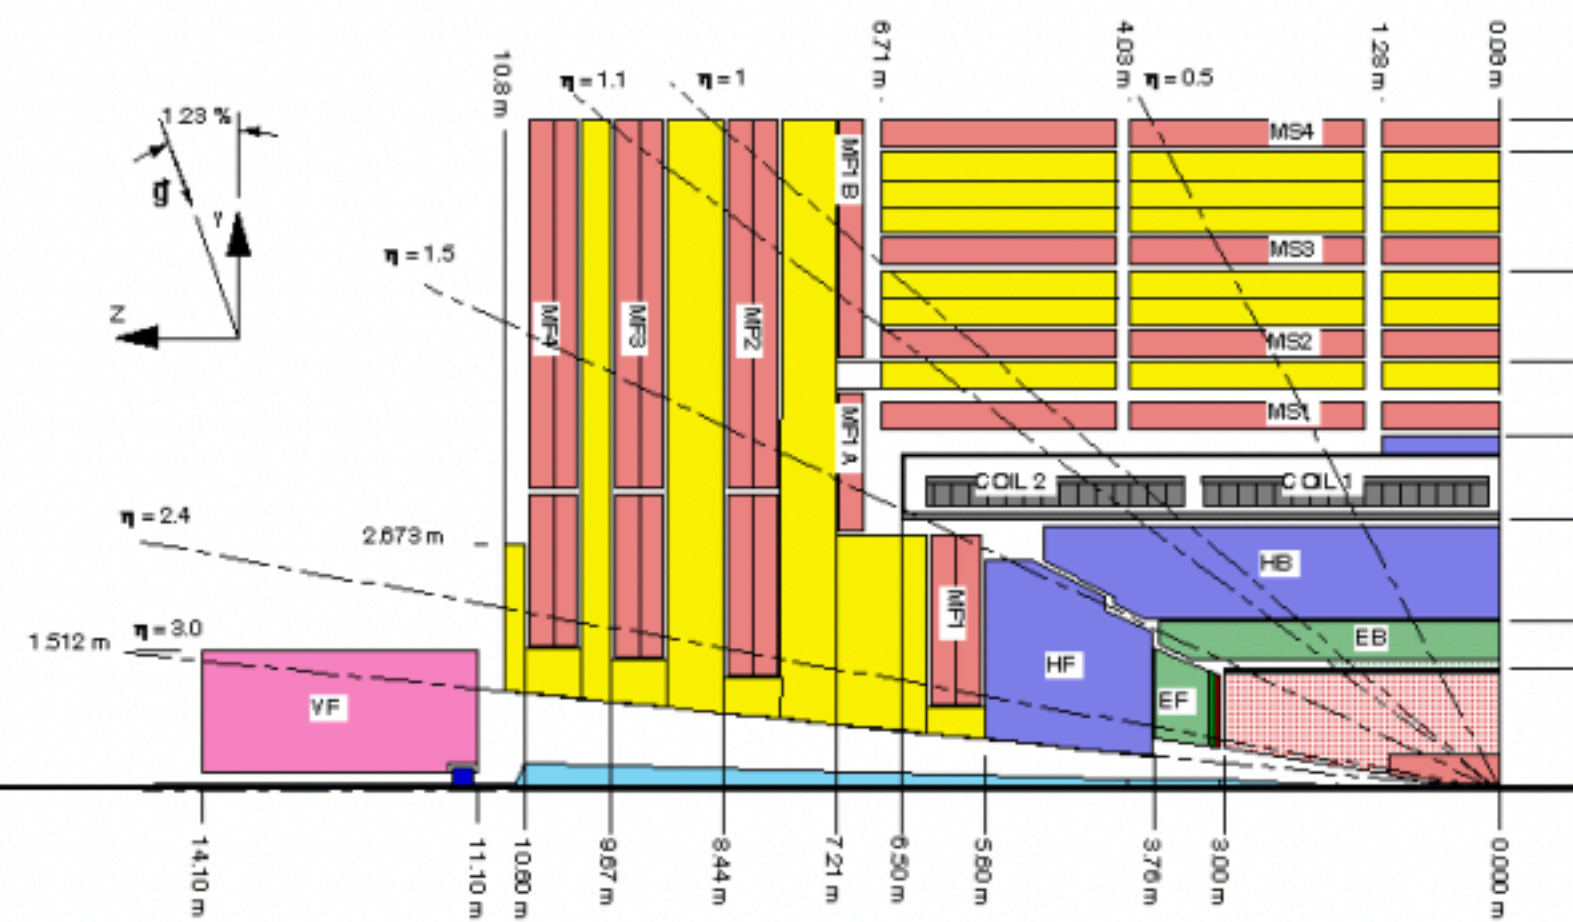 10.8 m
6.71 m
4.03 m
1.28 m
0.08 m
η = 1.1
η = 1
η = 0.5
1.23 %
g
Y
Z
η = 1.5
MF1B
MS4
MS3
MF4
MF3
MF2
MS2
MF1A
MS1
COIL 2
COIL 1
η = 2.4
2.673 m
HB
MF1
η = 3.0
1.512 m
EB
HF
EF
VF
14.10 m
11.10 m
10.60 m
9.67 m
8.44 m
7.21 m
6.50 m
5.60 m
3.76 m
3.00 m
0.000 m